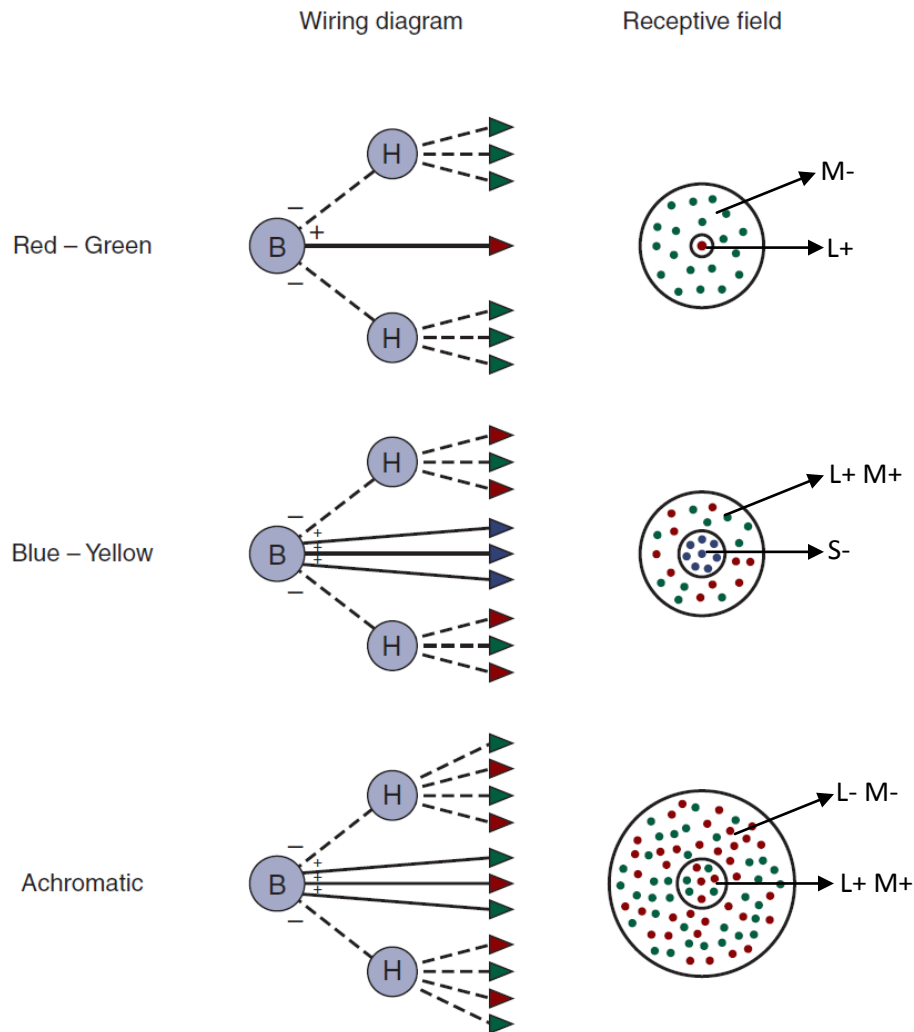 Wiring diagram Receptive field
H
M-
Red – Green B – + – L+
H
H
L+ M+
Blue – Yellow B – + + + – S-
H
H
L- M-
Achromatic B – + + + – L+ M+
H